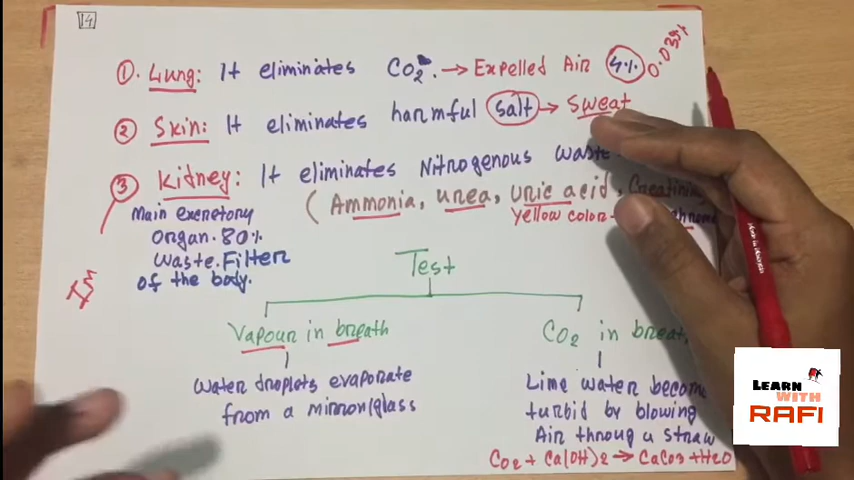 14
① Lung: It eliminates CO₂. → Expelled Air 4% 0.03%
② Skin: It eliminates harmful salt → Sweat
③ Kidney: It eliminates Nitrogenous waste
(Ammonia, urea, uric acid, Creatinin
Yellow color
Main excretory
Organ. 80%
waste. Filter
of the body.
Test
Vapour in breath
Water droplets evaporate
from a mirror/glass
CO₂ in breat
Lime water become
turbid by blowing
Air throug a straw
CO₂ + Ca(OH)₂ → CaCo3 + H2O
LEARN
WITH
RAFI